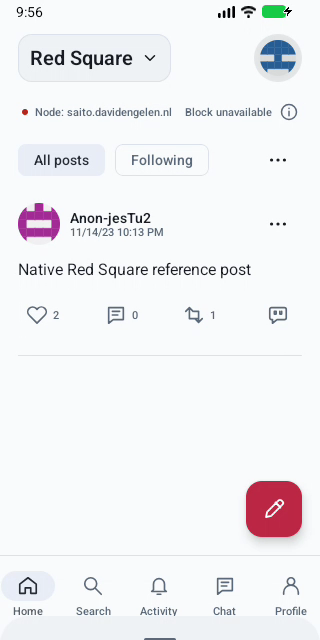 9:56
Red Square
Node: saito.davidengelen.nl Block unavailable
All posts Following
Anon-jesTu2
11/14/23 10:13 PM
Native Red Square reference post
2 0 1
Home Search Activity Chat Profile